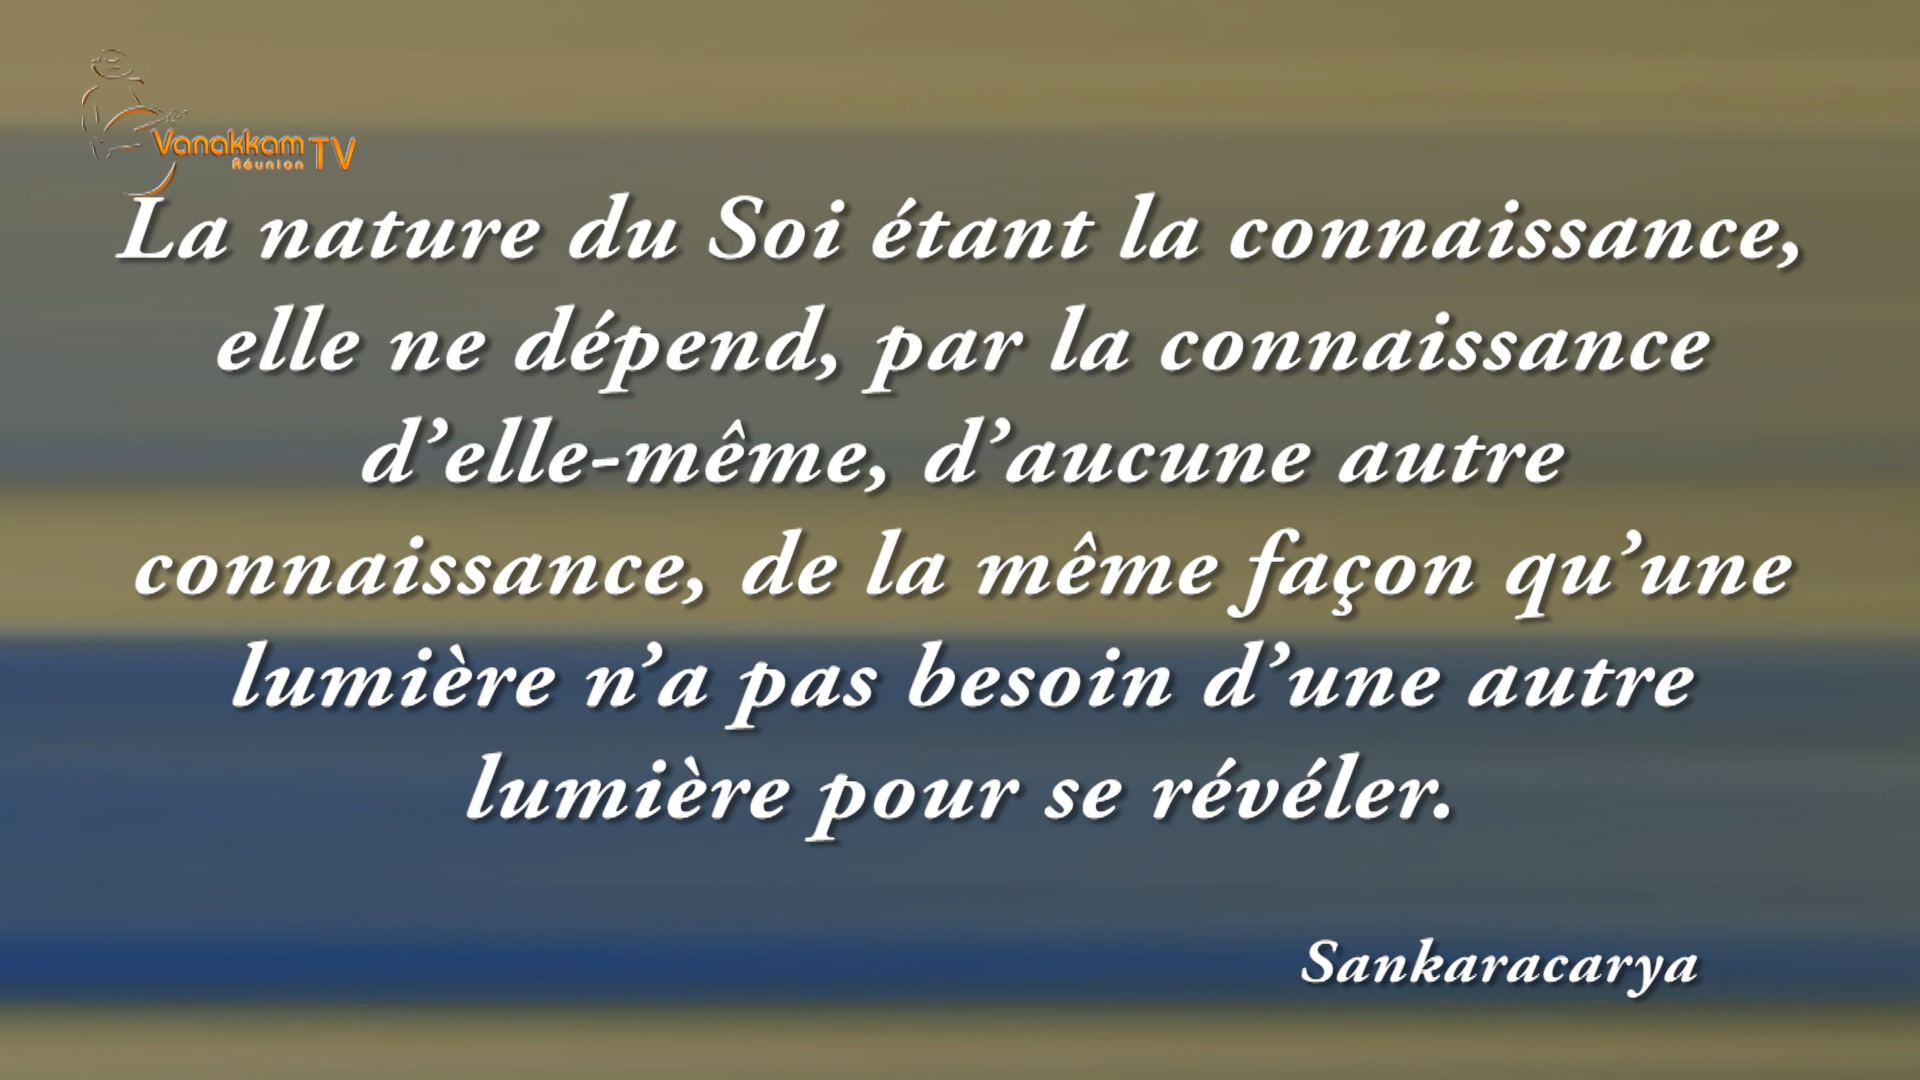 Vanakkam TV
Réunion
La nature du Soi étant la connaissance,
elle ne dépend, par la connaissance
d’elle-même, d’aucune autre
connaissance, de la même façon qu’une
lumière n’a pas besoin d’une autre
lumière pour se révéler.
Sankaracarya